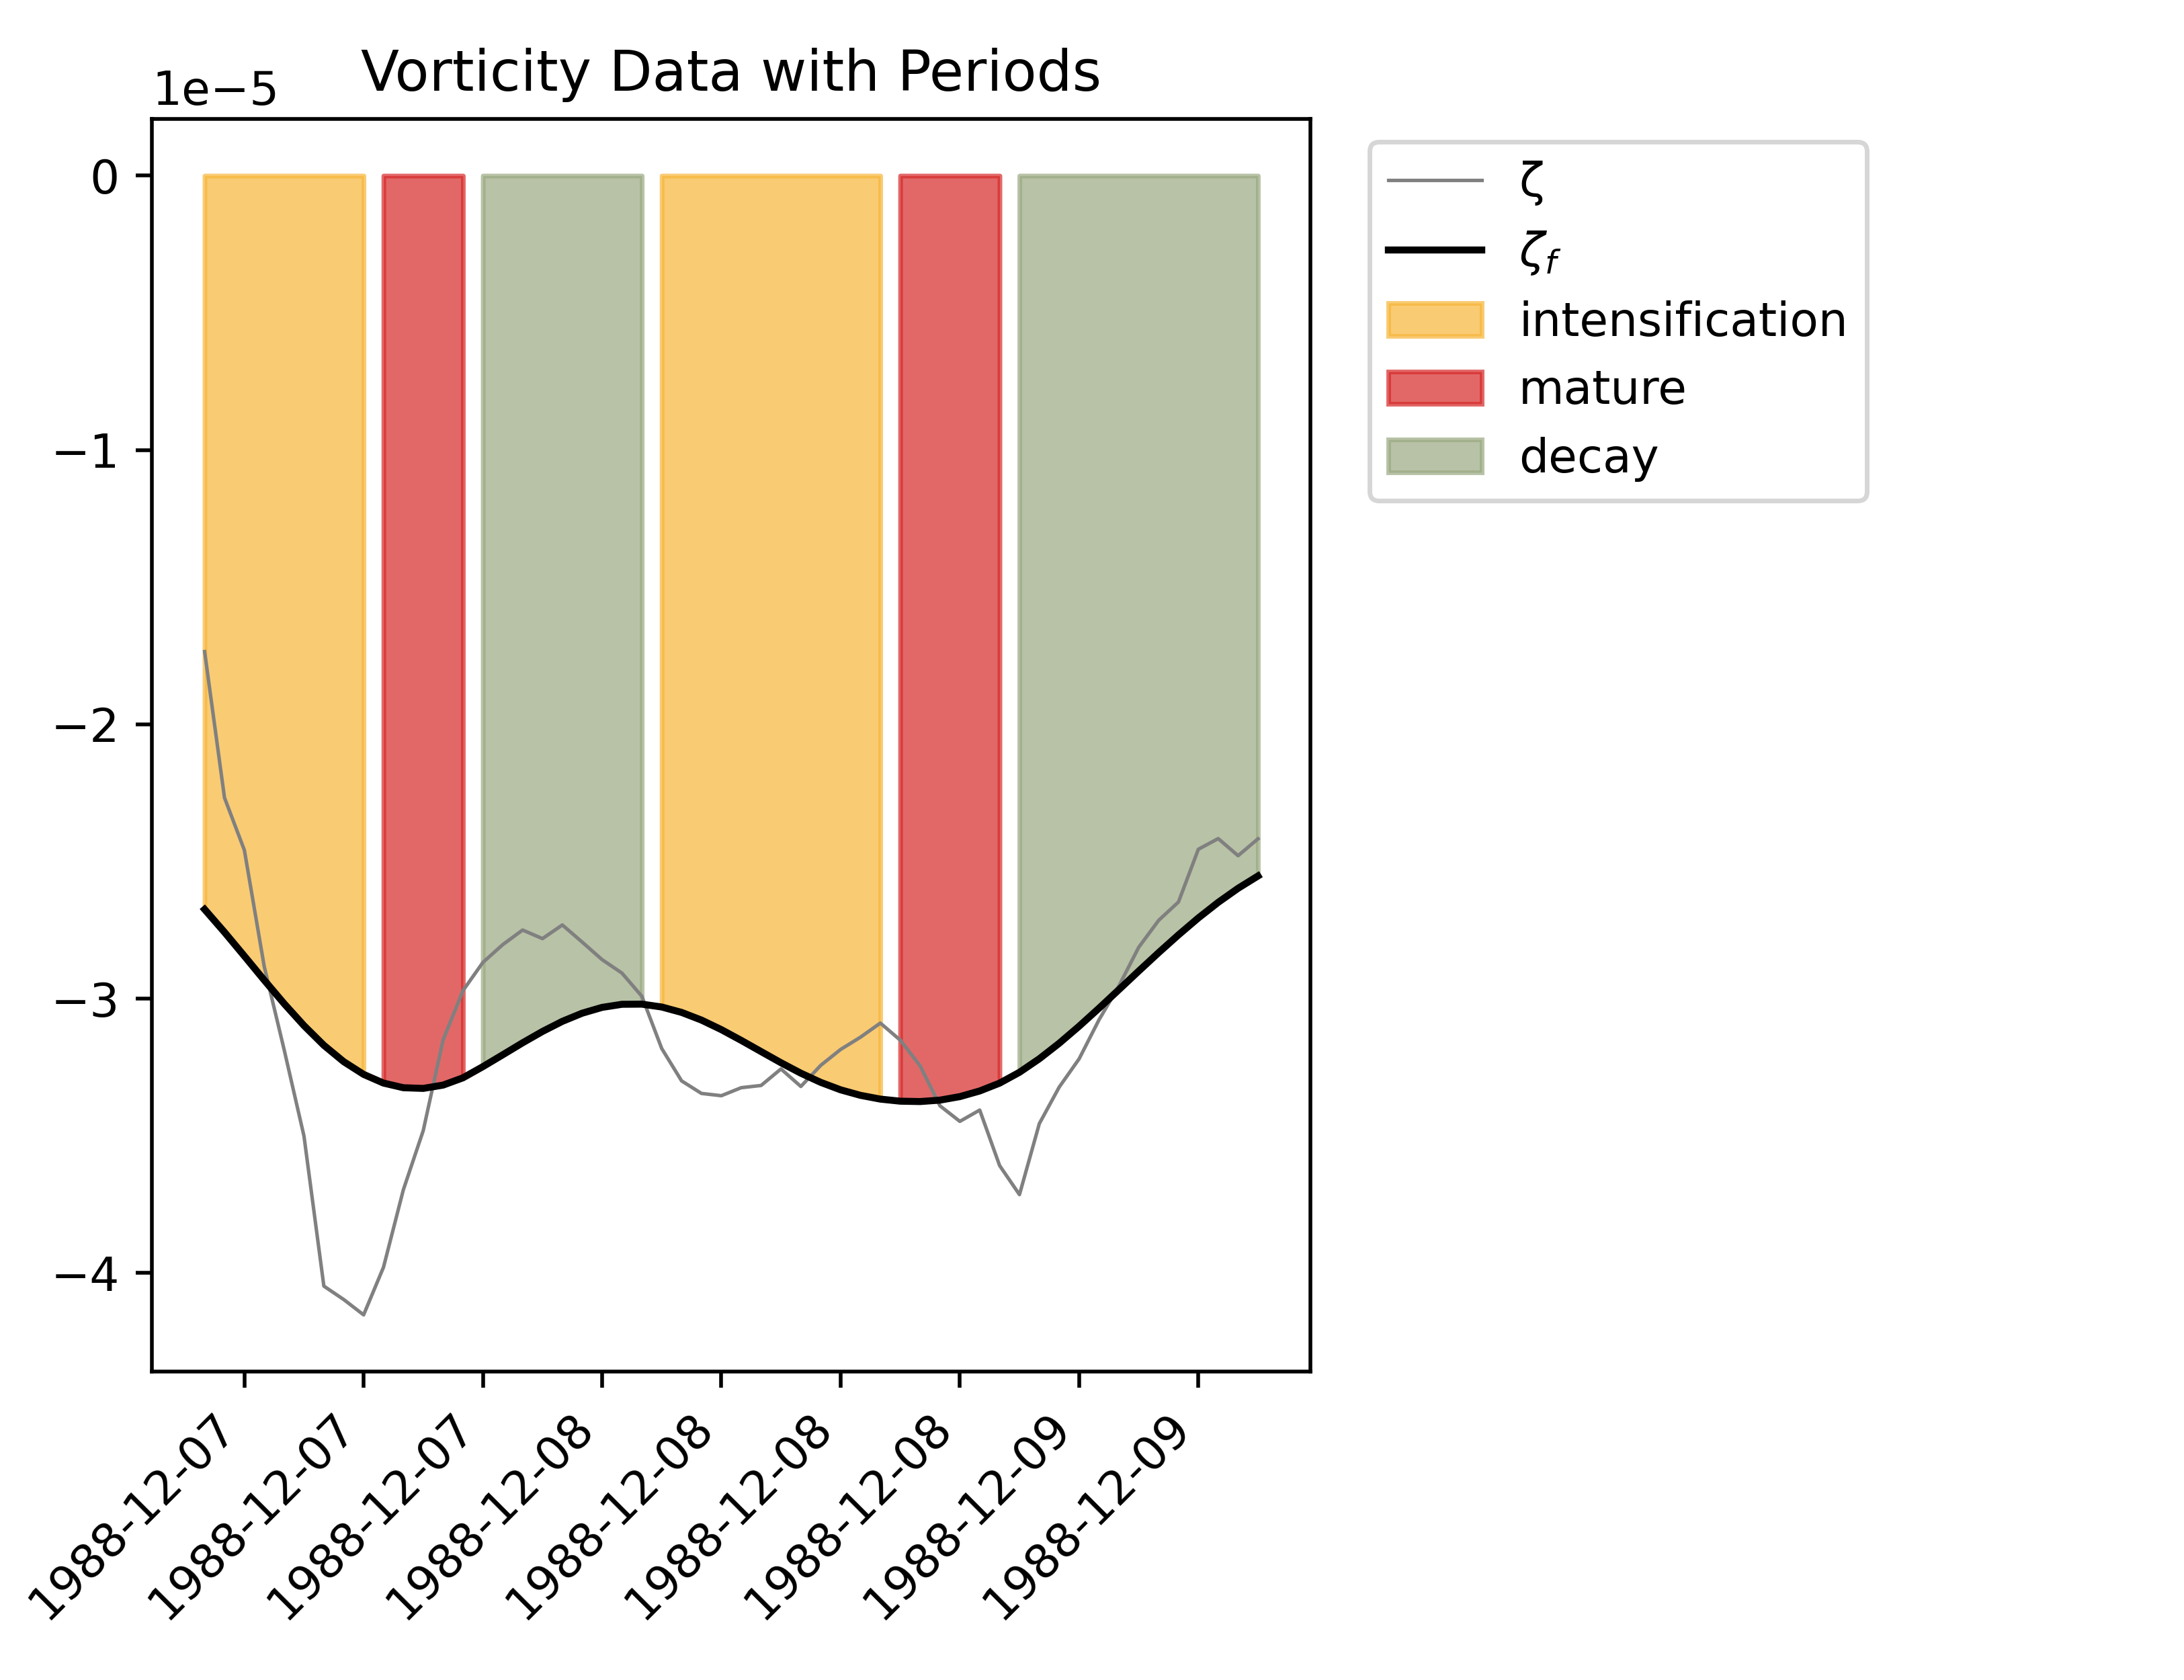 Vorticity Data with Periods
1e−5
0
−1
−2
−3
−4
1988-12-07
1988-12-07
1988-12-07
1988-12-08
1988-12-08
1988-12-08
1988-12-08
1988-12-09
1988-12-09
ζ
ζf
intensification
mature
decay